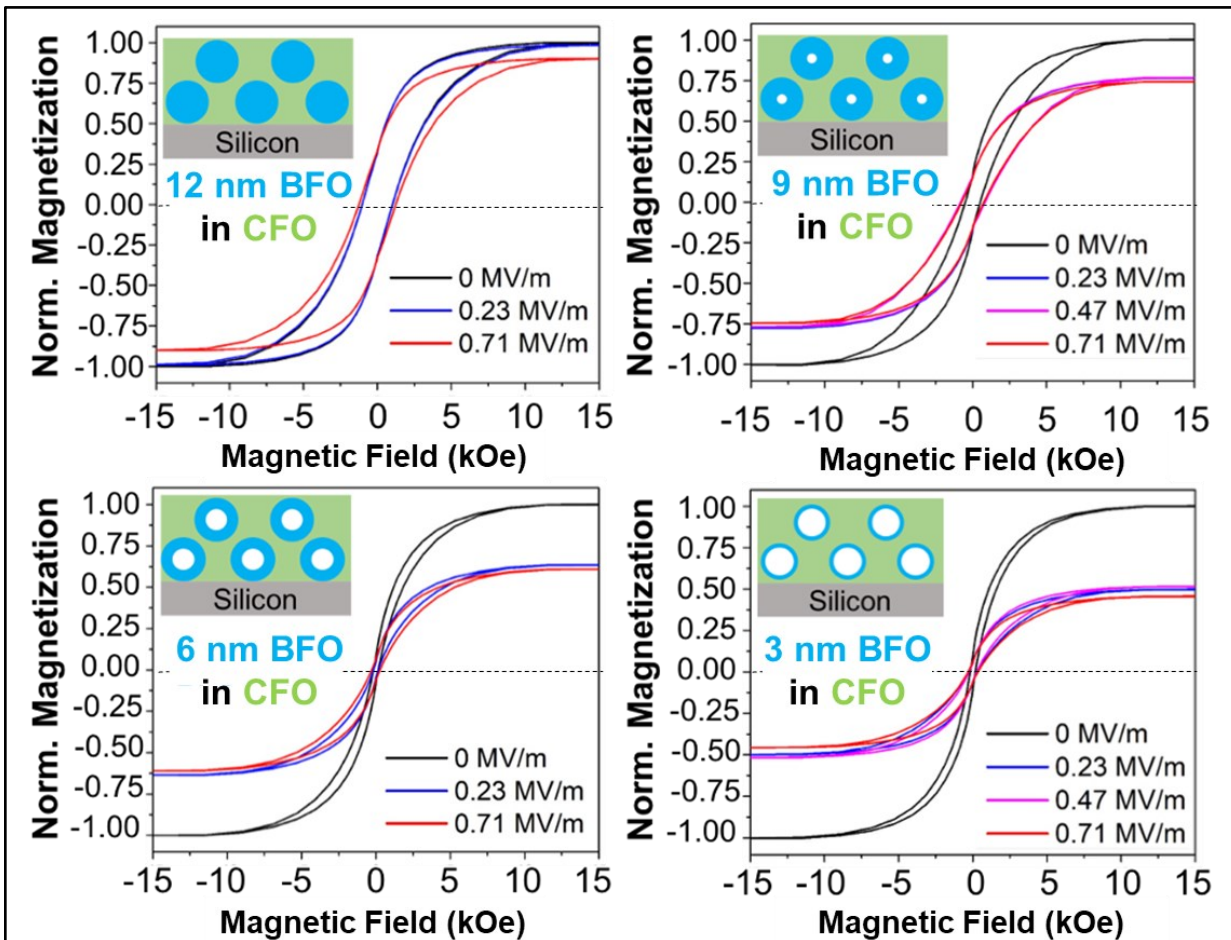 Norm. Magnetization
1.00
0.75
0.50
0.25
0.00
-0.25
-0.50
-0.75
-1.00
Silicon
12 nm BFO
in CFO
0 MV/m
0.23 MV/m
0.71 MV/m
-15 -10 -5 0 5 10 15
Magnetic Field (kOe)
Norm. Magnetization
1.00
0.75
0.50
0.25
0.00
-0.25
-0.50
-0.75
-1.00
Silicon
9 nm BFO
in CFO
0 MV/m
0.23 MV/m
0.47 MV/m
0.71 MV/m
-15 -10 -5 0 5 10 15
Magnetic Field (kOe)
Norm. Magnetization
1.00
0.75
0.50
0.25
0.00
-0.25
-0.50
-0.75
-1.00
Silicon
6 nm BFO
in CFO
0 MV/m
0.23 MV/m
0.71 MV/m
-15 -10 -5 0 5 10 15
Magnetic Field (kOe)
Norm. Magnetization
1.00
0.75
0.50
0.25
0.00
-0.25
-0.50
-0.75
-1.00
Silicon
3 nm BFO
in CFO
0 MV/m
0.23 MV/m
0.47 MV/m
0.71 MV/m
-15 -10 -5 0 5 10 15
Magnetic Field (kOe)